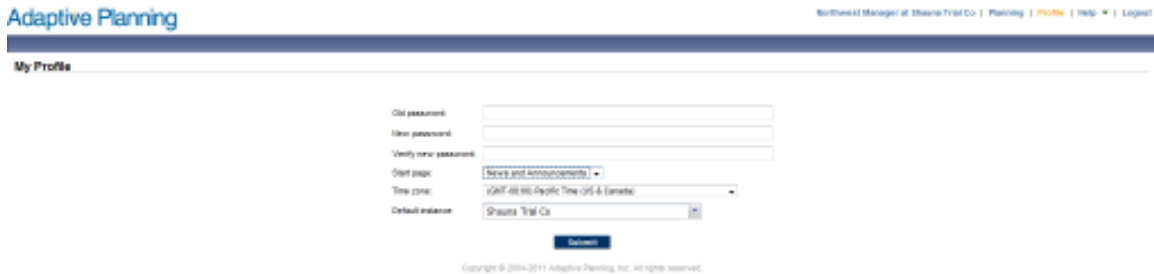 Adaptive Planning
Northwest Manager at Shauna Trial Co | Planning | Profile | Help | Logout
My Profile
Old password:
New password:
Verify new password:
Start page: News and Announcements
Time zone: (GMT-08:00) Pacific Time (US & Canada)
Default instance: Shauna Trial Co
Submit
Copyright © 2004-2011 Adaptive Planning, Inc. All rights reserved.